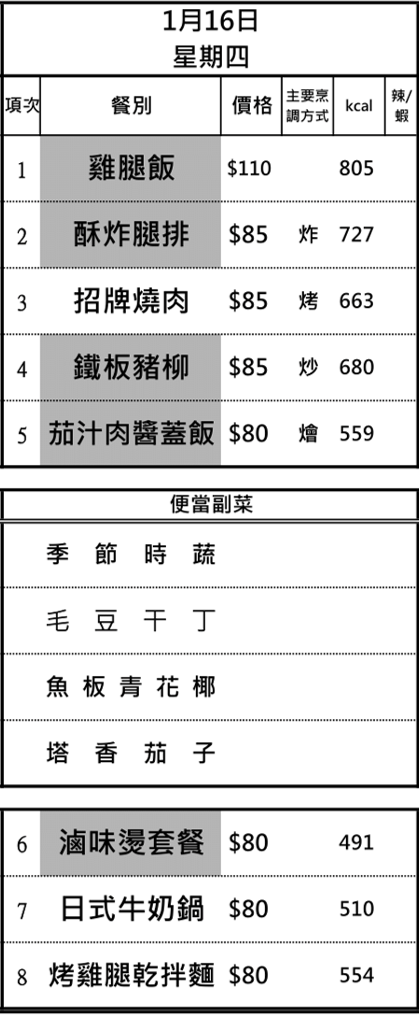 1月16日
星期四
項次 餐別 價格 主要烹調方式 kcal 辣/蝦
1 雞腿飯 $110 805
2 酥炸腿排 $85 炸 727
3 招牌燒肉 $85 烤 663
4 鐵板豬柳 $85 炒 680
5 茄汁肉醬蓋飯 $80 燴 559
便當副菜
季節時蔬
毛豆干丁
魚板青花椰
塔香茄子
6 滷味燙套餐 $80 491
7 日式牛奶鍋 $80 510
8 烤雞腿乾拌麵 $80 554